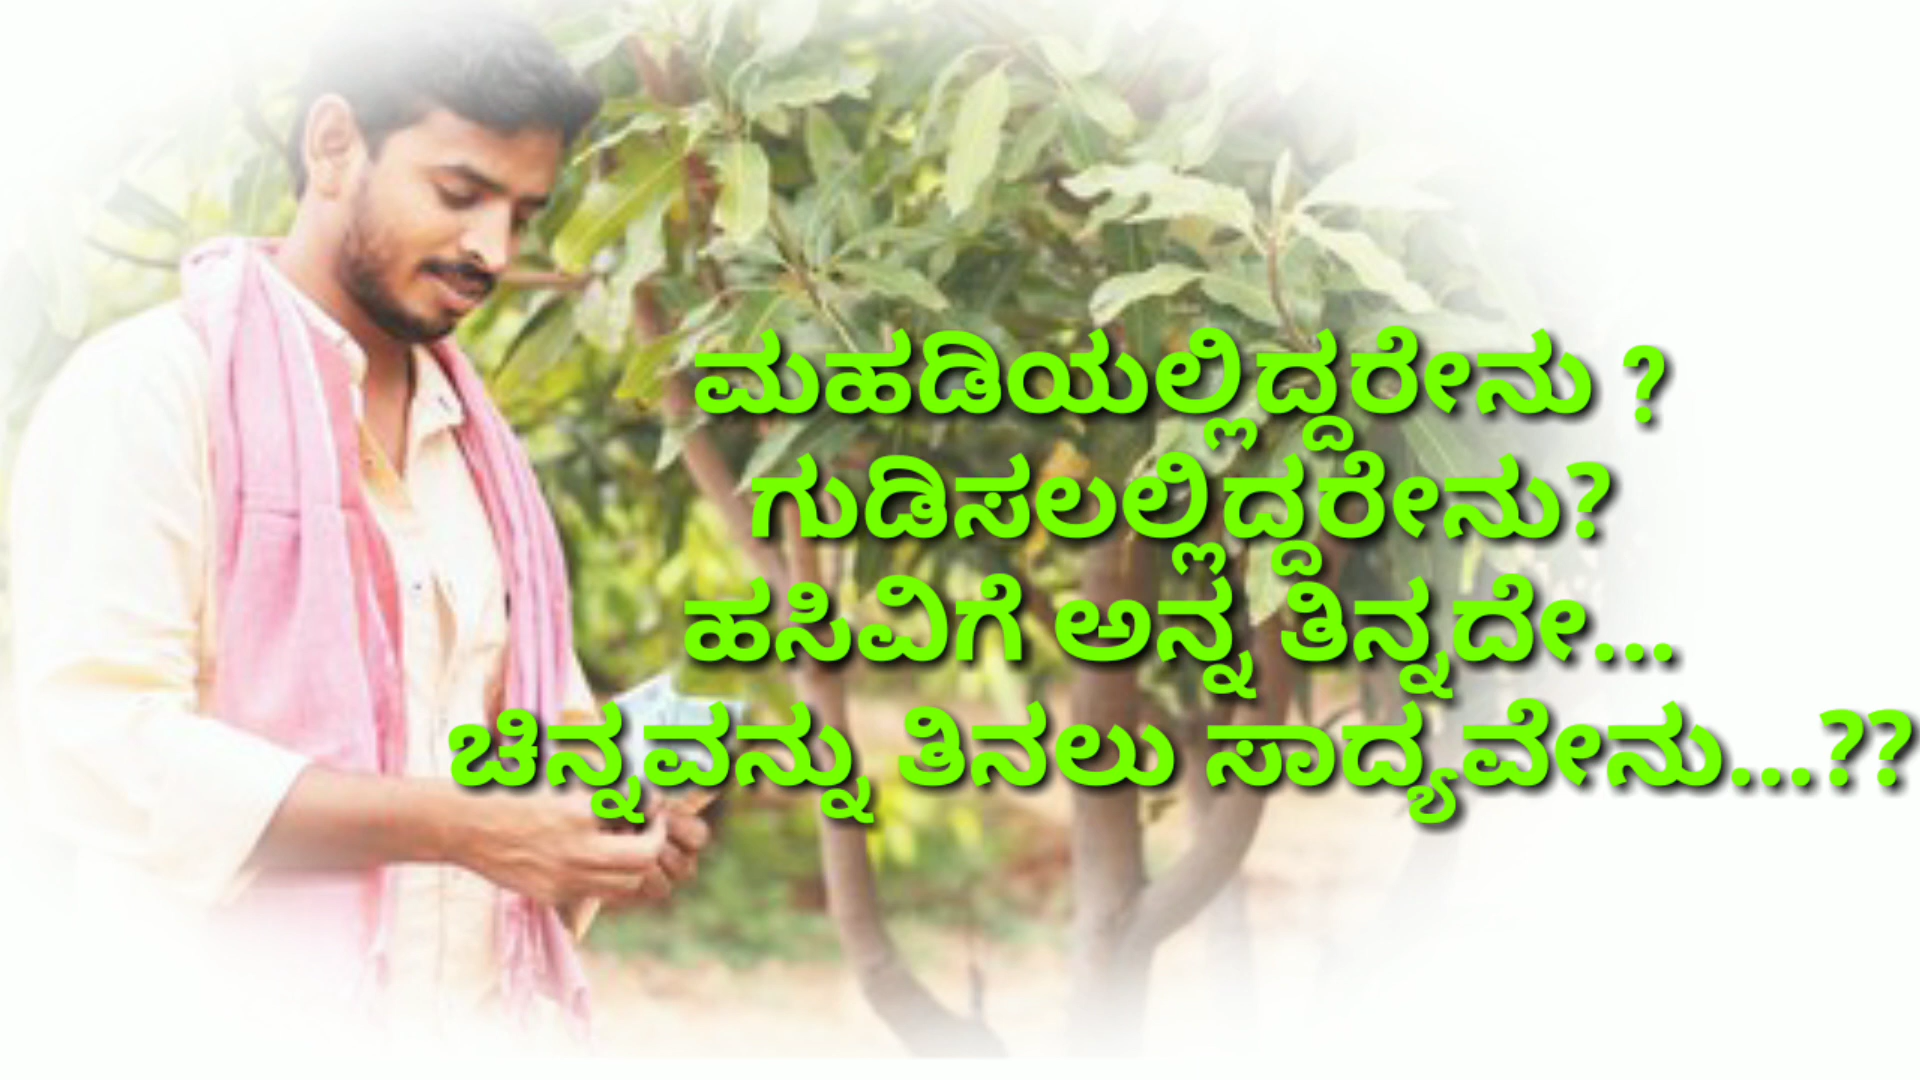 ಮಹಡಿಯಲ್ಲಿದ್ದರೇನು ?
ಗುಡಿಸಲಲ್ಲಿದ್ದರೇನು?
ಹಸಿವಿಗೆ ಅನ್ನ ತಿನ್ನದೇ...
ಚಿನ್ನವನ್ನು ತಿನಲು ಸಾದ್ಯವೇನು...??